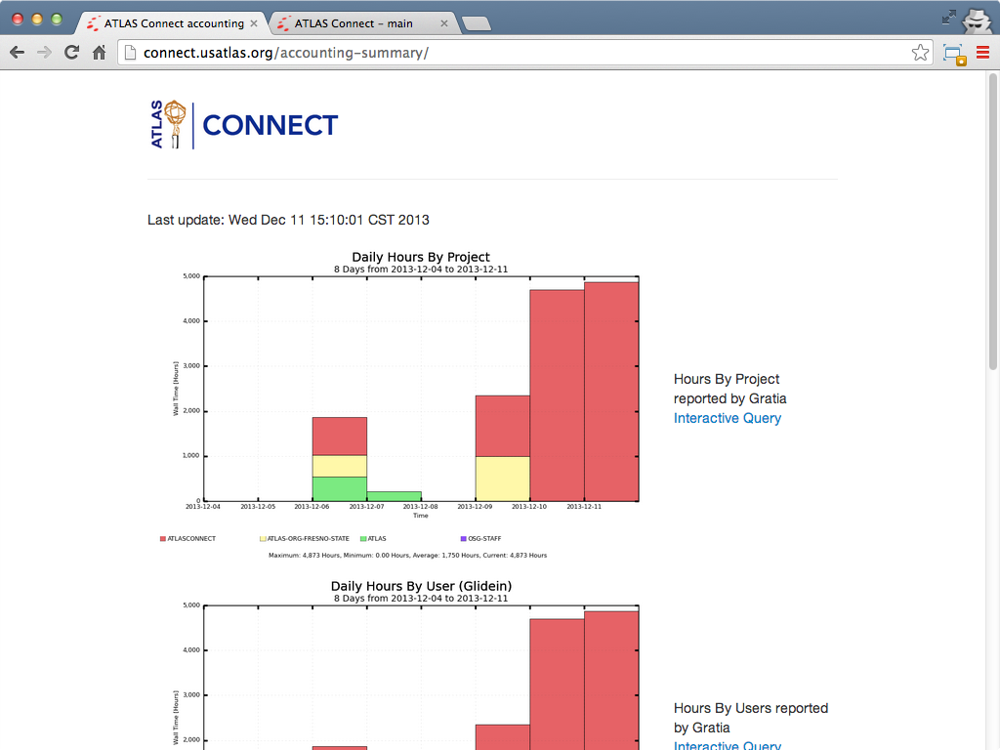 ATLAS Connect accounting
ATLAS Connect – main
connect.usatlas.org/accounting-summary/
ATLAS
CONNECT
Last update: Wed Dec 11 15:10:01 CST 2013
Daily Hours By Project
8 Days from 2013-12-04 to 2013-12-11
5,000
4,000
3,000
2,000
1,000
0
Wall Time [Hours]
2013-12-04 2013-12-05 2013-12-06 2013-12-07 2013-12-08 2013-12-09 2013-12-10 2013-12-11
Time
ATLASCONNECT ATLAS-ORG-FRESNO-STATE ATLAS OSG-STAFF
Maximum: 4,873 Hours, Minimum: 0.00 Hours, Average: 1,750 Hours, Current: 4,873 Hours
Hours By Project
reported by Gratia
Interactive Query
Daily Hours By User (Glidein)
8 Days from 2013-12-04 to 2013-12-11
5,000
4,000
3,000
2,000
Wall Time [Hours]
Hours By Users reported
by Gratia
Interactive Query